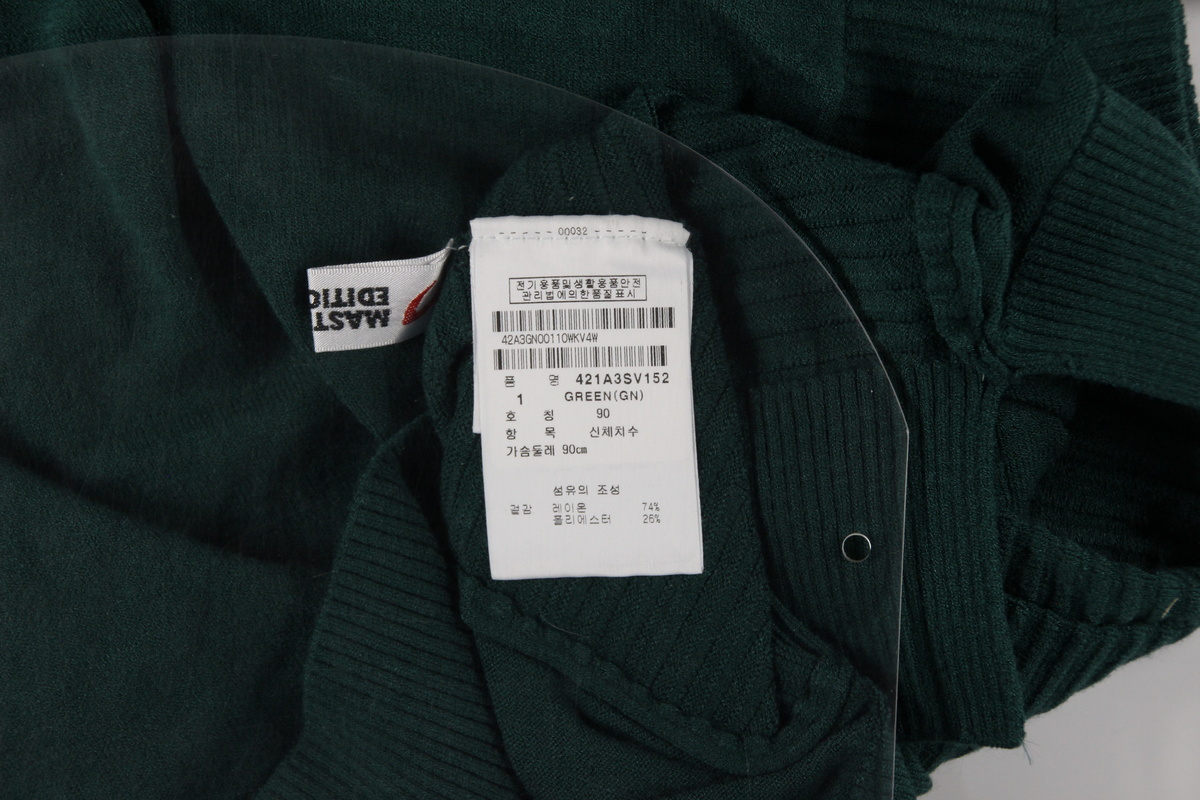 00032
전기용품및생활용품안전
관리법에의한품질표시
42A3GN00110WKV4W
품 명 421A3SV152
1 GREEN(GN)
호 칭 90
항 목 신체치수
가슴둘레 90cm
섬유의 조성
겉감 레이온 74%
폴리에스터 26%
MAST
EDITIO